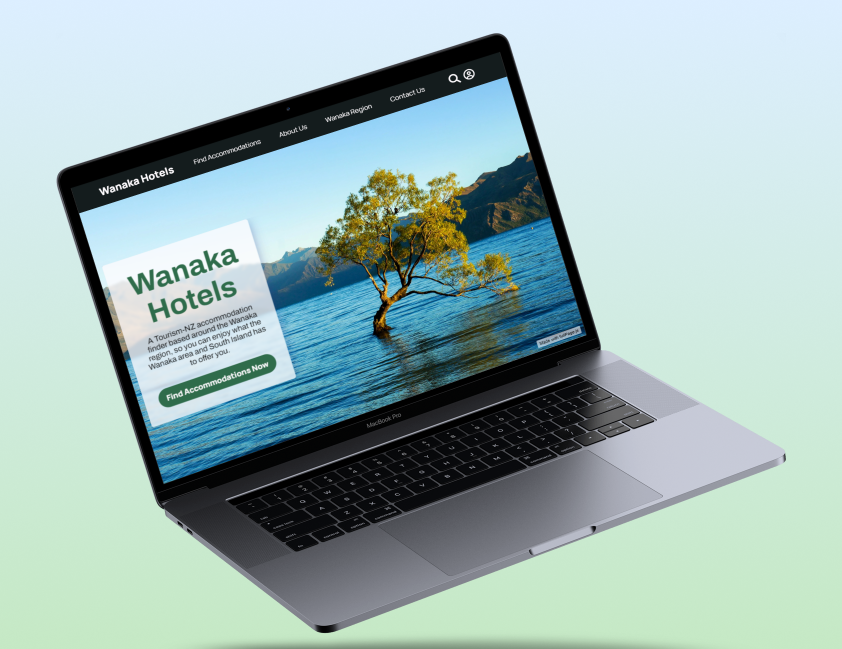 Wanaka Hotels
Find Accommodations
About Us
Wanaka Region
Contact Us
Wanaka
Hotels
A Tourism-NZ accommodation
finder based around the Wanaka
region, so you can enjoy what the
Wanaka area and South Island has
to offer you.
Find Accommodations Now
MacBook Pro